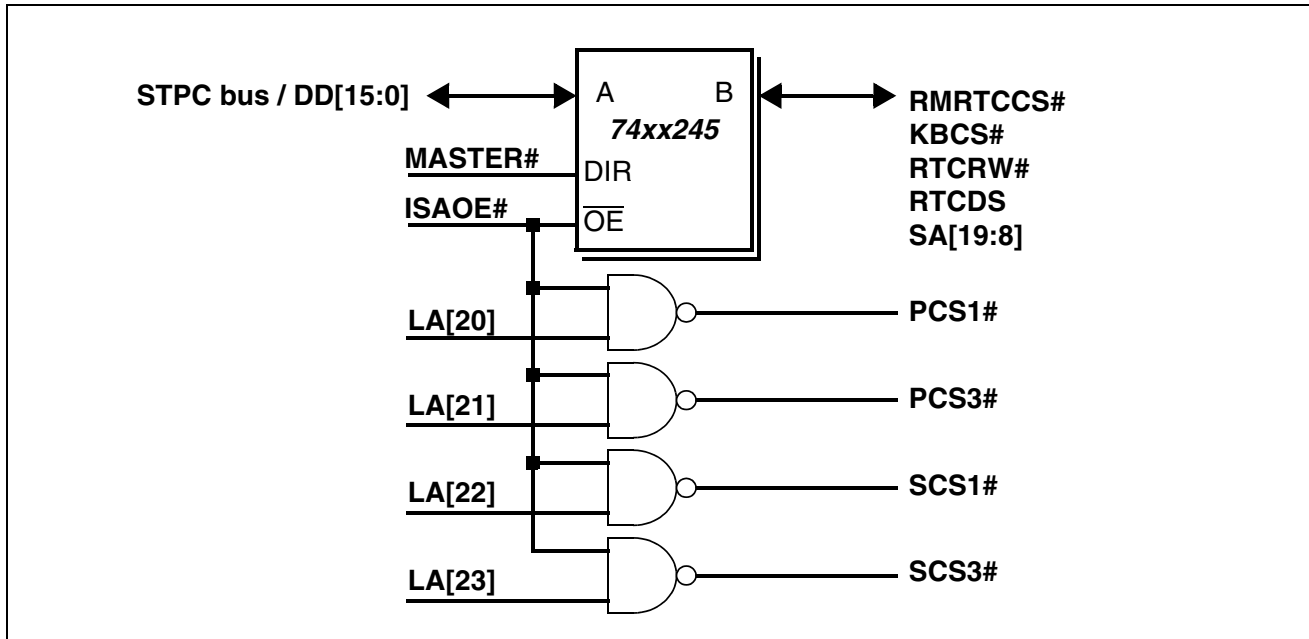 STPC bus / DD[15:0]
A B
74xx245
RMRTCCS#
KBCS#
RTCRW#
RTCDS
SA[19:8]
MASTER#
DIR
ISAOE#
OE
LA[20]
PCS1#
LA[21]
PCS3#
LA[22]
SCS1#
LA[23]
SCS3#